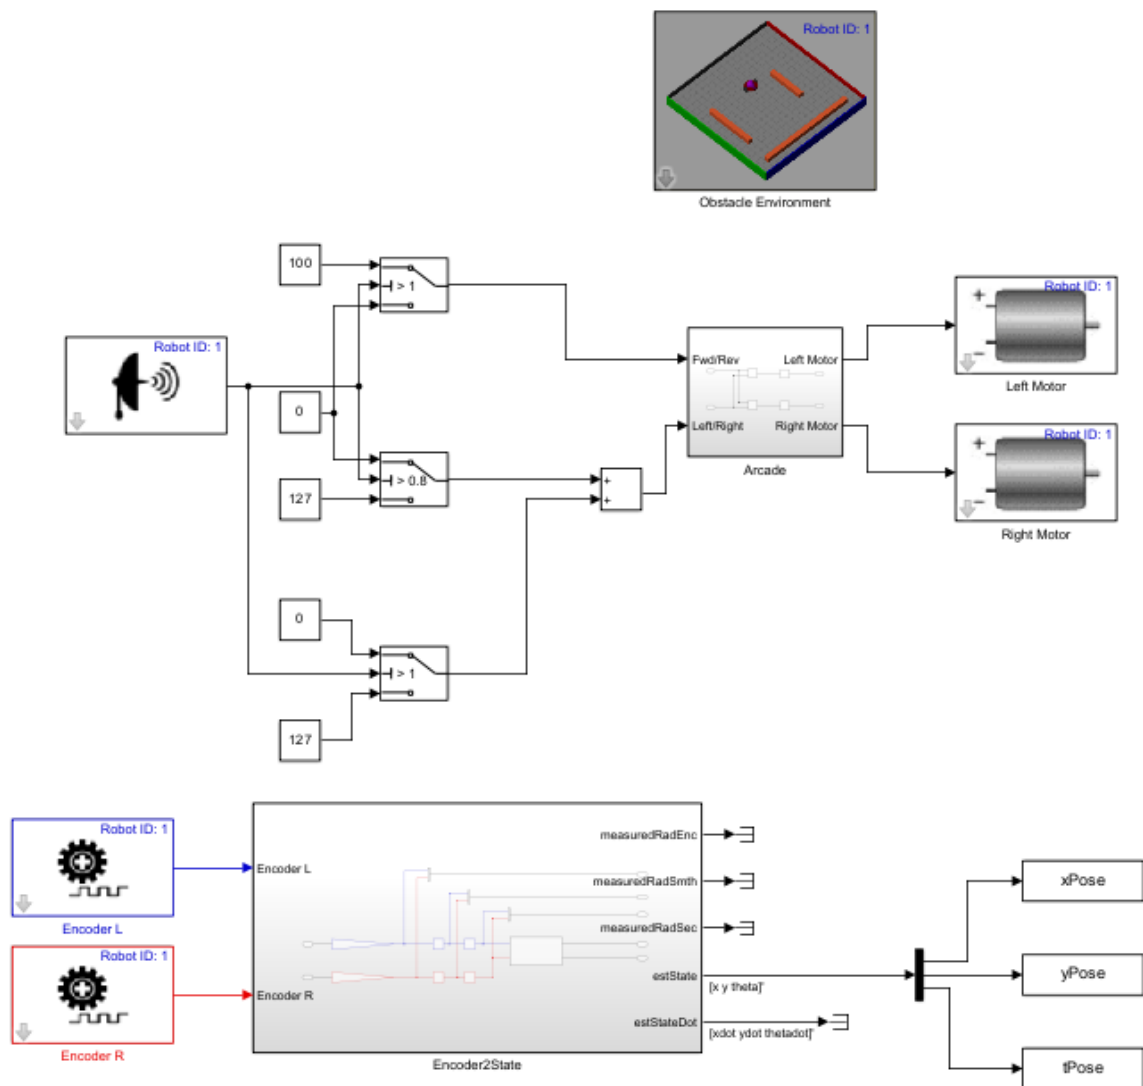 Robot ID: 1
Obstacle Environment
100
> 1
Robot ID: 1
0
> 0.8
127
+
+
Fwd/Rev
Left Motor
Left/Right
Right Motor
Arcade
Robot ID: 1
+
−
Left Motor
Robot ID: 1
+
−
Right Motor
0
> 1
127
Robot ID: 1
Encoder L
Robot ID: 1
Encoder R
Encoder L
Encoder R
measuredRadEnc
measuredRadSmth
measuredRadSec
estState
[x y theta]'
estStateDot
[xdot ydot thetadot]'
Encoder2State
xPose
yPose
tPose